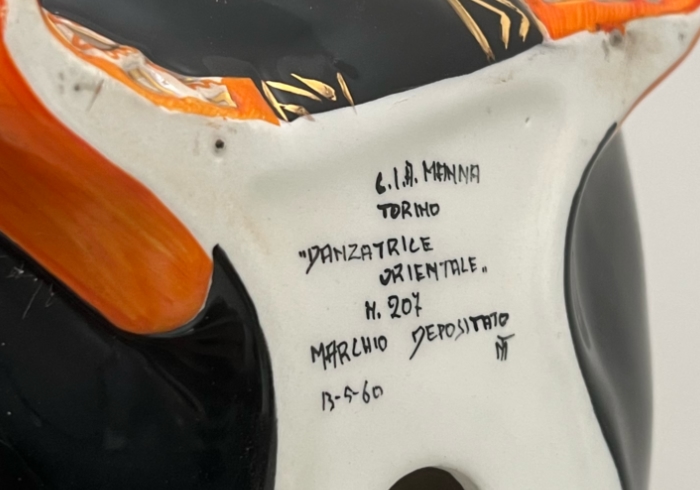 C.I.A. MANNA
TORINO
"DANZATRICE
ORIENTALE"
N. 207
MARCHIO DEPOSITATO
13-5-60